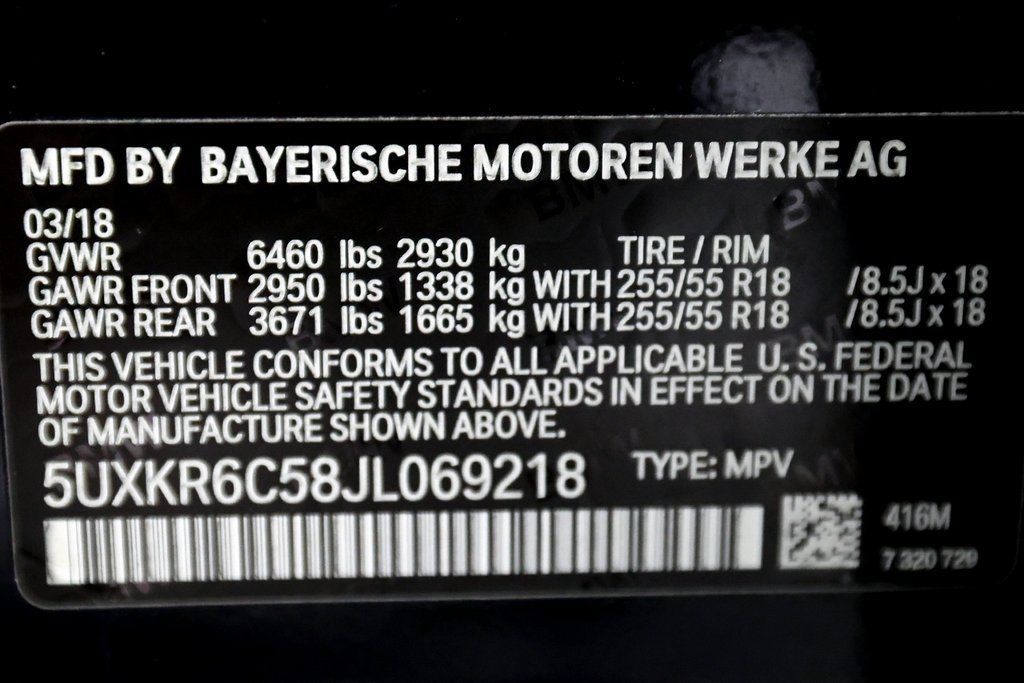 MFD BY BAYERISCHE MOTOREN WERKE AG
03/18
GVWR 6460 lbs 2930 kg TIRE / RIM
GAWR FRONT 2950 lbs 1338 kg WITH 255/55 R18 /8.5J x 18
GAWR REAR 3671 lbs 1665 kg WITH 255/55 R18 /8.5J x 18
THIS VEHICLE CONFORMS TO ALL APPLICABLE U. S. FEDERAL
MOTOR VEHICLE SAFETY STANDARDS IN EFFECT ON THE DATE
OF MANUFACTURE SHOWN ABOVE.
5UXKR6C58JL069218 TYPE: MPV
416M
7 320 729